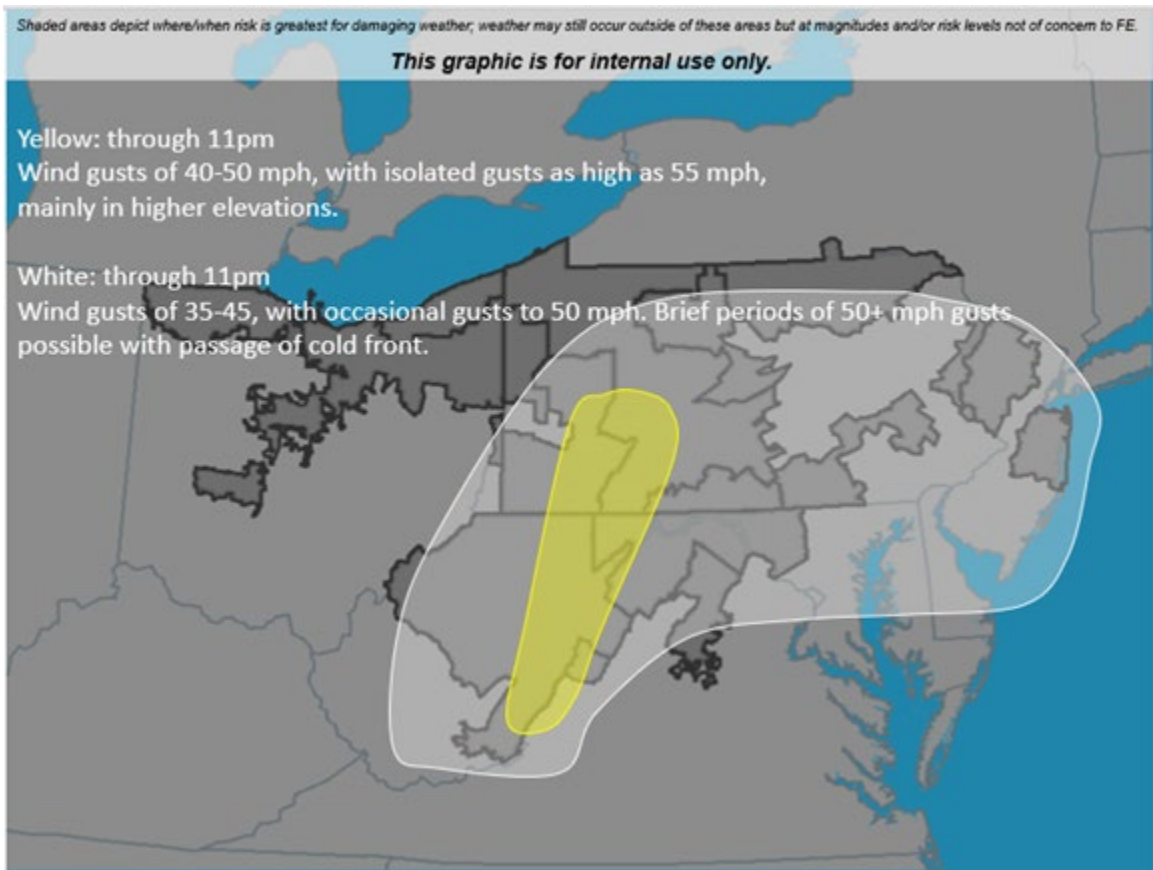 Shaded areas depict where/when risk is greatest for damaging weather; weather may still occur outside of these areas but at magnitudes and/or risk levels not of concern to FE.
This graphic is for internal use only.
Yellow: through 11pm
Wind gusts of 40-50 mph, with isolated gusts as high as 55 mph,
mainly in higher elevations.
White: through 11pm
Wind gusts of 35-45, with occasional gusts to 50 mph. Brief periods of 50+ mph gusts
possible with passage of cold front.